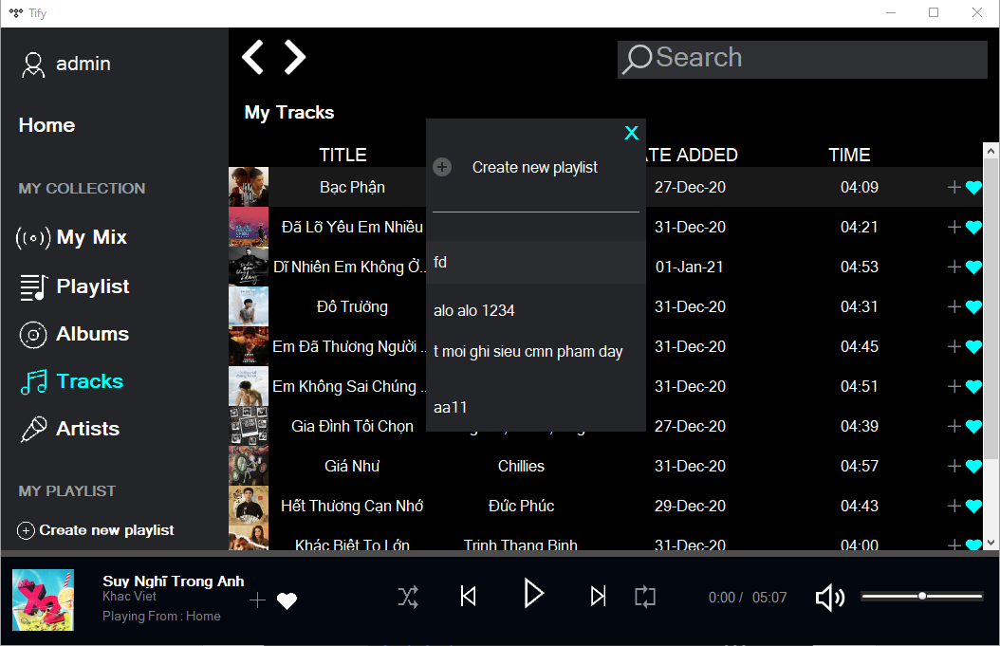 Tify
admin
Search
Home
My Tracks
X
TITLE
ATE ADDED
TIME
Create new playlist
MY COLLECTION
Bạc Phận
27-Dec-20
04:09
My Mix
Đã Lỡ Yêu Em Nhiều
31-Dec-20
04:21
fd
Dĩ Nhiên Em Không Ở..
01-Jan-21
04:53
Playlist
Đồ Trưởng
alo alo 1234
31-Dec-20
04:31
Albums
Em Đã Thương Người ..
t moi ghi sieu cmn pham day
31-Dec-20
04:45
Tracks
Em Không Sai Chúng ..
31-Dec-20
04:51
aa11
Artists
Gia Đình Tôi Chọn
27-Dec-20
04:39
Giá Như
Chillies
31-Dec-20
04:57
MY PLAYLIST
Hết Thương Cạn Nhớ
Đức Phúc
29-Dec-20
04:43
Create new playlist
Khác Biệt To Lớn
Trinh Thang Binh
31-Dec-20
04:00
Suy Nghĩ Trong Anh
Khac Viet
Playing From : Home
0:00 / 05:07